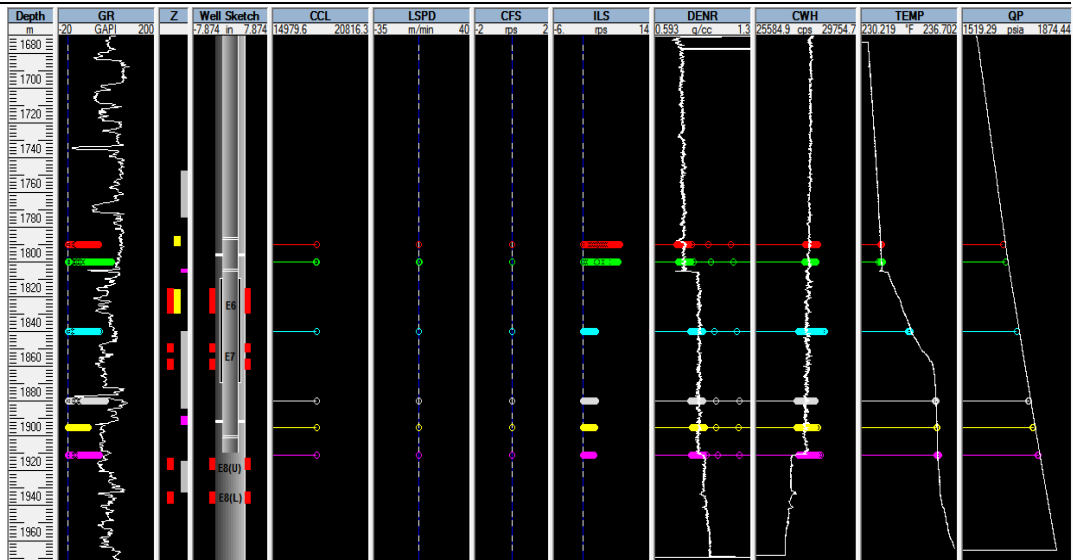 Depth GR Z Well Sketch CCL LSPD CFS ILS DENR CWH TEMP QP
m -20 GAPI 200 -7.874 in 7.874 14979.6 20816.3 -35 m/min 40 -2 rps 2 -6. rps 14 0.593 g/cc 1.3 25584.9 cps 29754.7 230.219 °F 236.702 1519.29 psia 1874.44
1680
1700
1720
1740
1760
1780
1800
1820
E6
1840
E7
1860
1880
1900
1920
E8(U)
1940
E8(L)
1960